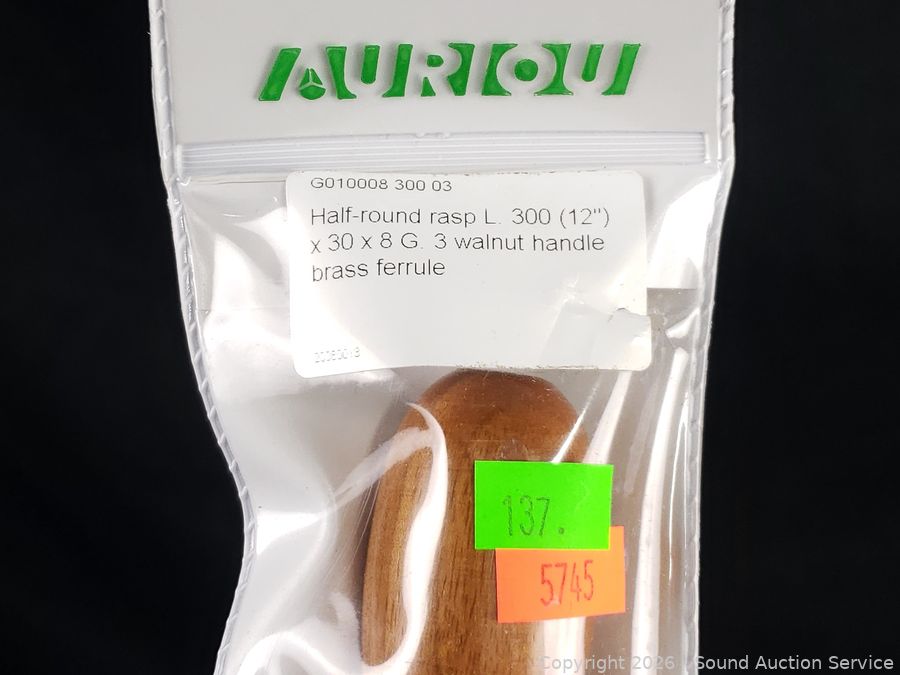 AURIOU
G010008 300 03
Half-round rasp L. 300 (12")
x 30 x 8 G. 3 walnut handle
brass ferrule
137.
5745
Copyright 2026 - Sound Auction Service